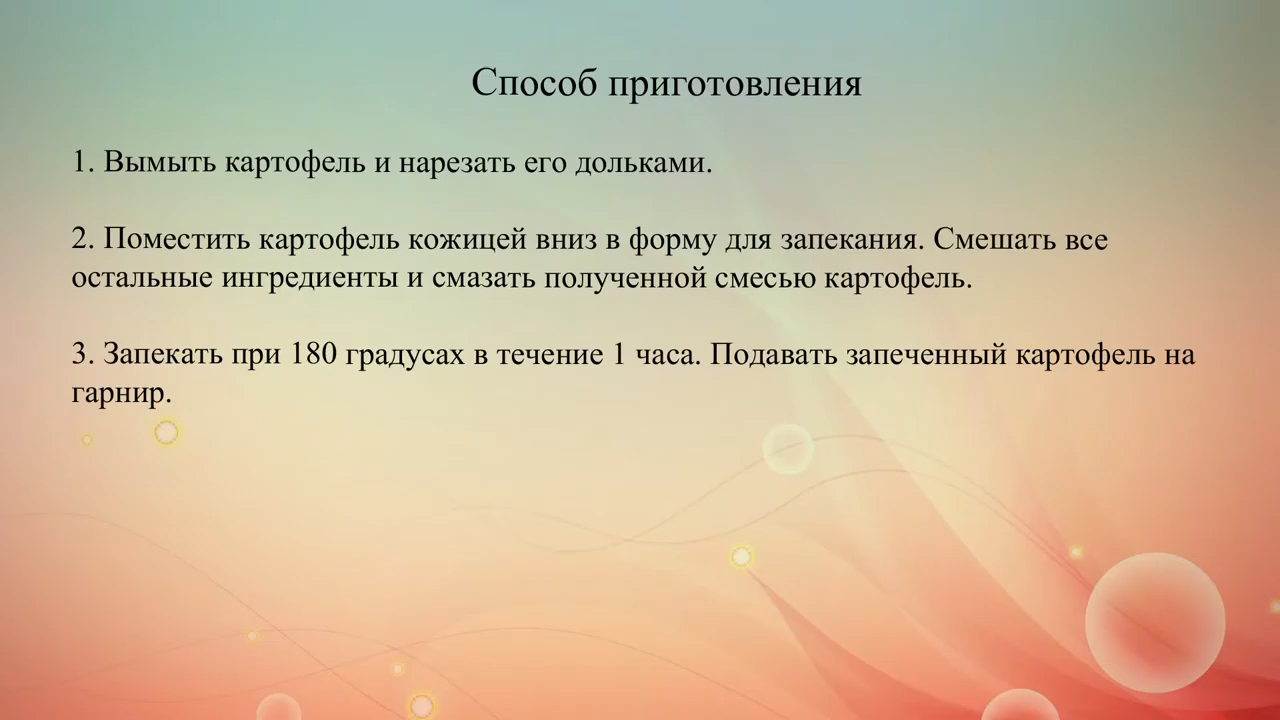 Способ приготовления
1. Вымыть картофель и нарезать его дольками.
2. Поместить картофель кожицей вниз в форму для запекания. Смешать все
остальные ингредиенты и смазать полученной смесью картофель.
3. Запекать при 180 градусах в течение 1 часа. Подавать запеченный картофель на
гарнир.